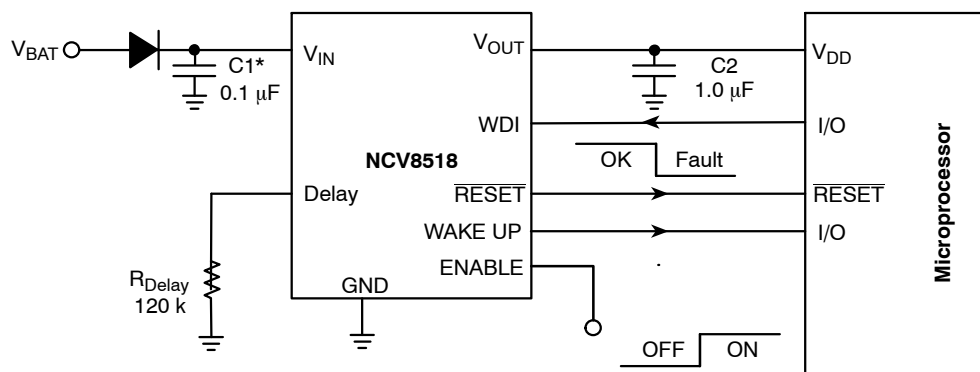 V_BAT
C1*
0.1 μF
V_IN
V_OUT
C2
1.0 μF
V_DD
WDI
I/O
OK Fault
NCV8518
Delay
RESET
RESET
WAKE UP
I/O
ENABLE
R_Delay
120 k
GND
OFF ON
Microprocessor